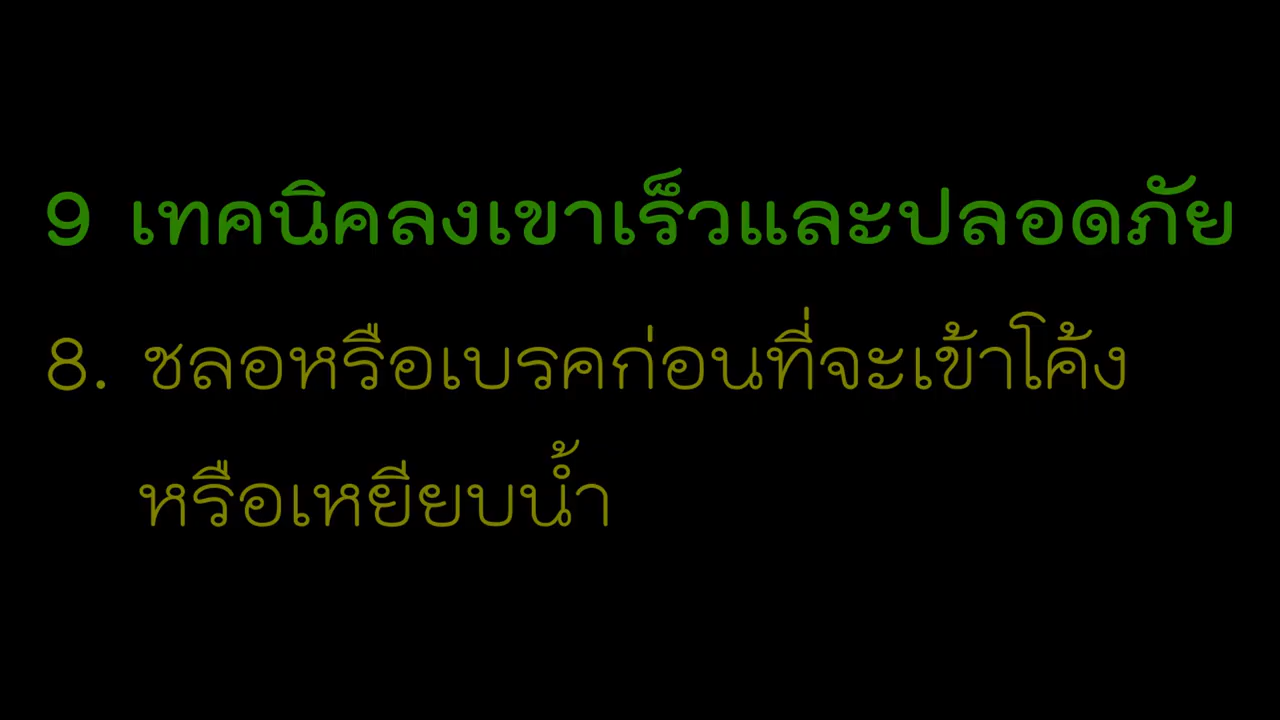 9 เทคนิคลงเขาเร็วและปลอดภัย
8. ชลอหรือเบรคก่อนที่จะเข้าโค้ง
หรือเหยียบน้ำ